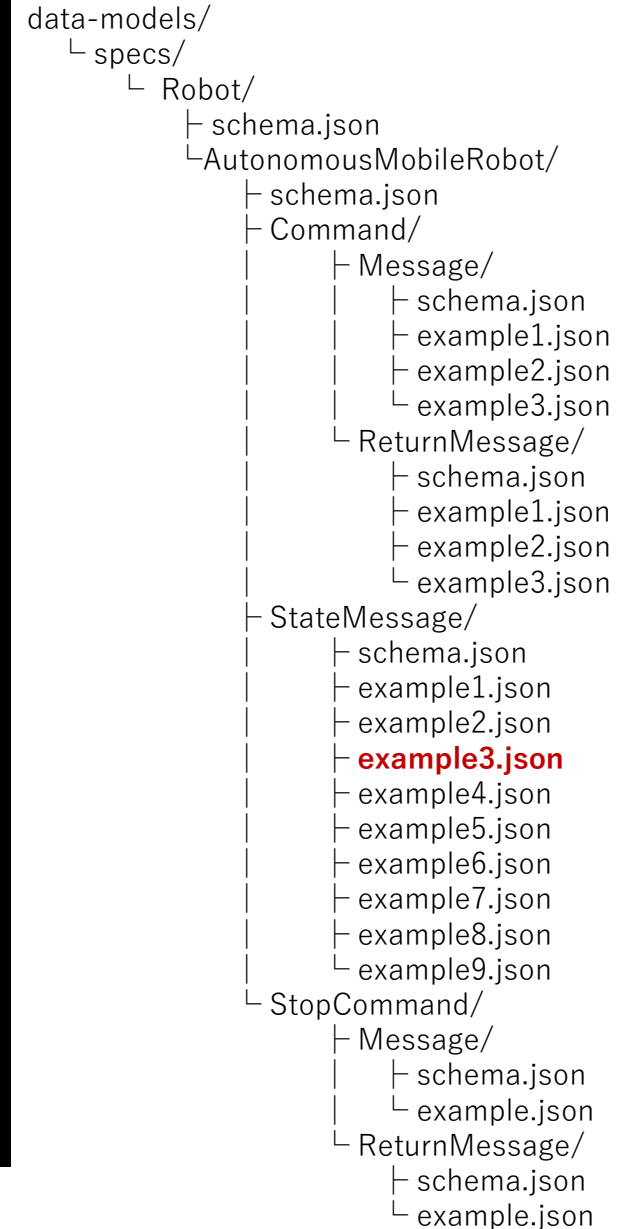 data-models/
└ specs/
└ Robot/
├ schema.json
└AutonomousMobileRobot/
├ schema.json
├ Command/
│ ├ Message/
│ │ ├ schema.json
│ │ ├ example1.json
│ │ ├ example2.json
│ │ └ example3.json
│ └ ReturnMessage/
│ ├ schema.json
│ ├ example1.json
│ ├ example2.json
│ └ example3.json
├ StateMessage/
│ ├ schema.json
│ ├ example1.json
│ ├ example2.json
│ ├ example3.json
│ ├ example4.json
│ ├ example5.json
│ ├ example6.json
│ ├ example7.json
│ ├ example8.json
│ └ example9.json
└ StopCommand/
├ Message/
│ ├ schema.json
│ └ example.json
└ ReturnMessage/
├ schema.json
└ example.json